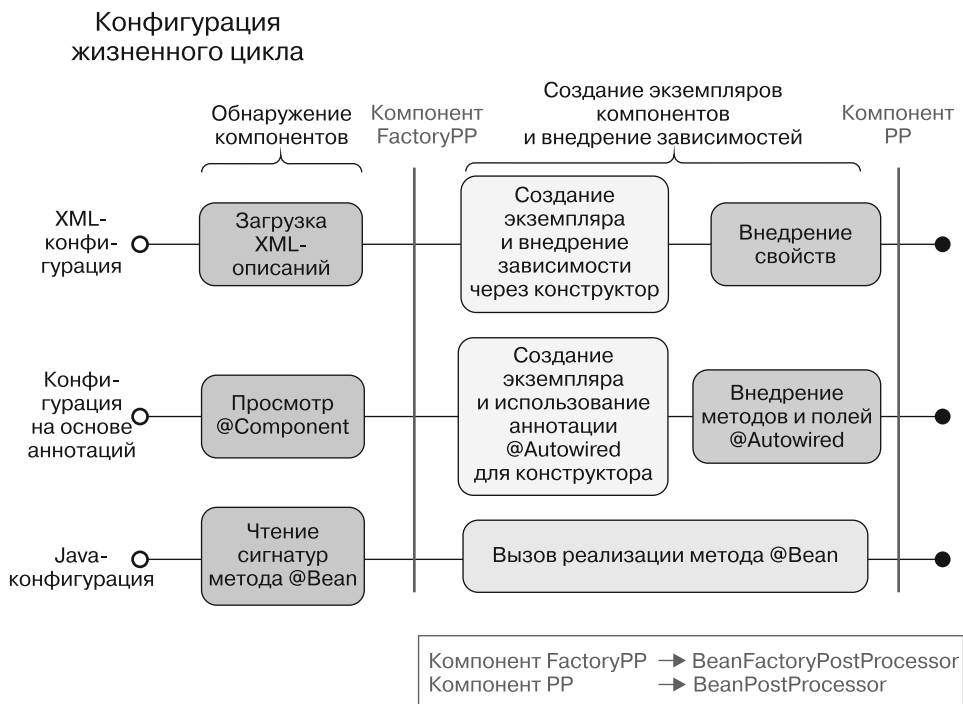 Конфигурация
жизненного цикла
Обнаружение
компонентов
Компонент
FactoryPP
Создание экземпляров
компонентов
и внедрение зависимостей
Компонент
PP
XML-
конфи-
гурация
Загрузка
XML-
описаний
Создание
экземпляра
и внедрение
зависимости
через конструктор
Внедрение
свойств
Конфи-
гурация
на основе
аннотаций
Просмотр
@Component
Создание
экземпляра
и использование
аннотации
@Autowired
для конструктора
Внедрение
методов и полей
@Autowired
Java-
конфигурация
Чтение
сигнатур
метода @Bean
Вызов реализации метода @Bean
Компонент FactoryPP → BeanFactoryPostProcessor
Компонент PP → BeanPostProcessor